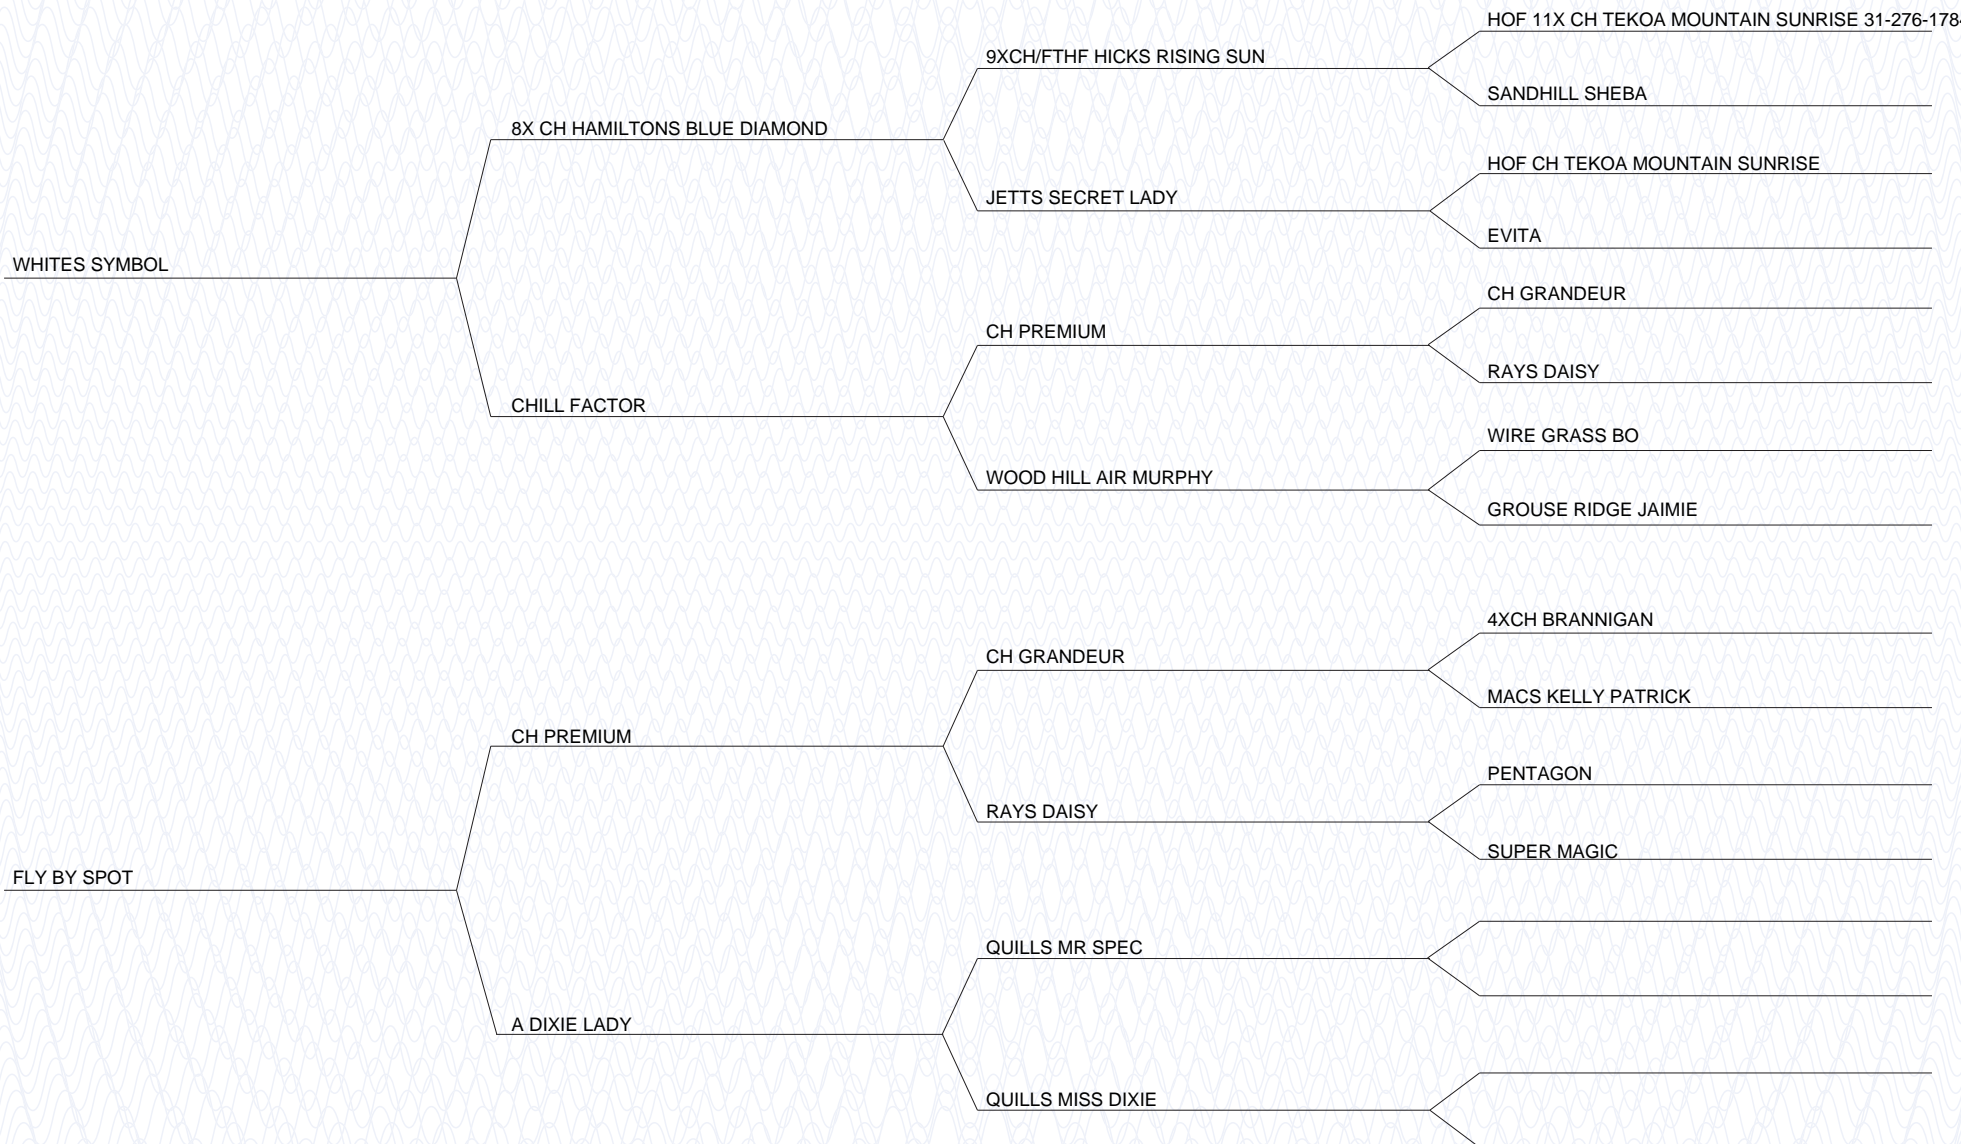 HOF 11X CH TEKOA MOUNTAIN SUNRISE 31-276-178
9XCH/FTHF HICKS RISING SUN
SANDHILL SHEBA
8X CH HAMILTONS BLUE DIAMOND
HOF CH TEKOA MOUNTAIN SUNRISE
JETTS SECRET LADY
EVITA
WHITES SYMBOL
CH GRANDEUR
CH PREMIUM
RAYS DAISY
CHILL FACTOR
WIRE GRASS BO
WOOD HILL AIR MURPHY
GROUSE RIDGE JAIMIE
4XCH BRANNIGAN
CH GRANDEUR
MACS KELLY PATRICK
CH PREMIUM
PENTAGON
RAYS DAISY
SUPER MAGIC
FLY BY SPOT
QUILLS MR SPEC
A DIXIE LADY
QUILLS MISS DIXIE